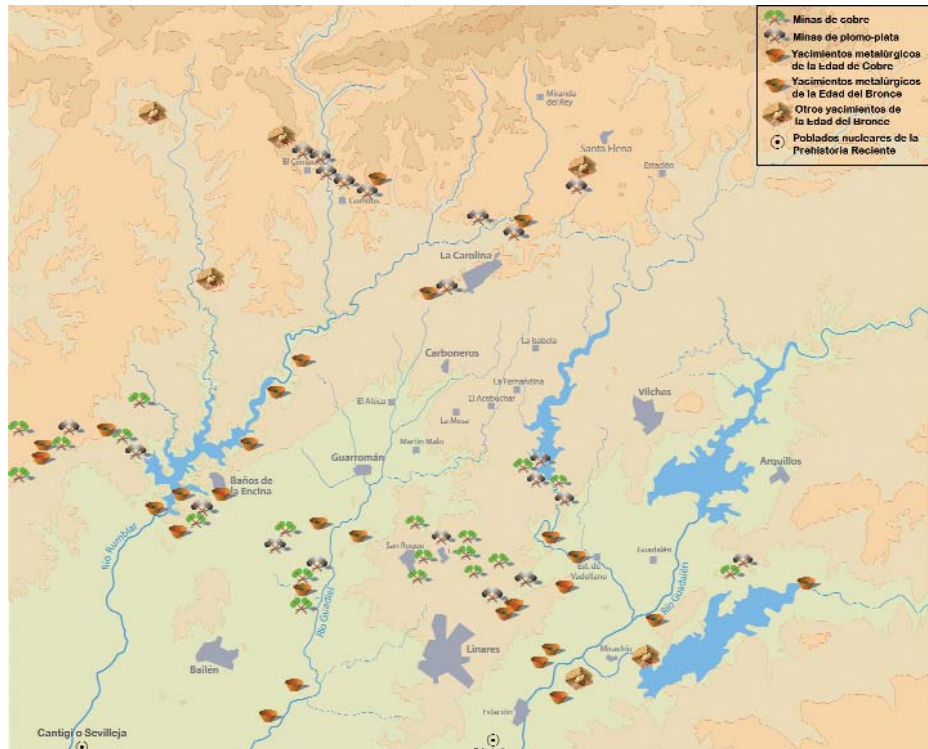 Minas de cobre
Minas de plomo-plata
Yacimientos metalúrgicos
de la Edad de Cobre
Yacimientos metalúrgicos
de la Edad del Bronce
Otros yacimientos de
la Edad del Bronce
Poblados nucleares de la
Prehistoria Reciente
Miranda
del Rey
Santa Elena
Estación
El Centenillo
La Carolina
La Isabela
Carboneros
La Fernandina
El Altico
El Acebuchar
La Mesa
Vilches
Martín Malo
Guarromán
Arquillos
Baños de
la Encina
Río Rumblar
San Roque
Guadalén
Est. de
Vadollano
Río Guadiel
Río Guadalén
Linares
Miraelrío
Bailén
Estación
Cantigio Sevilleja